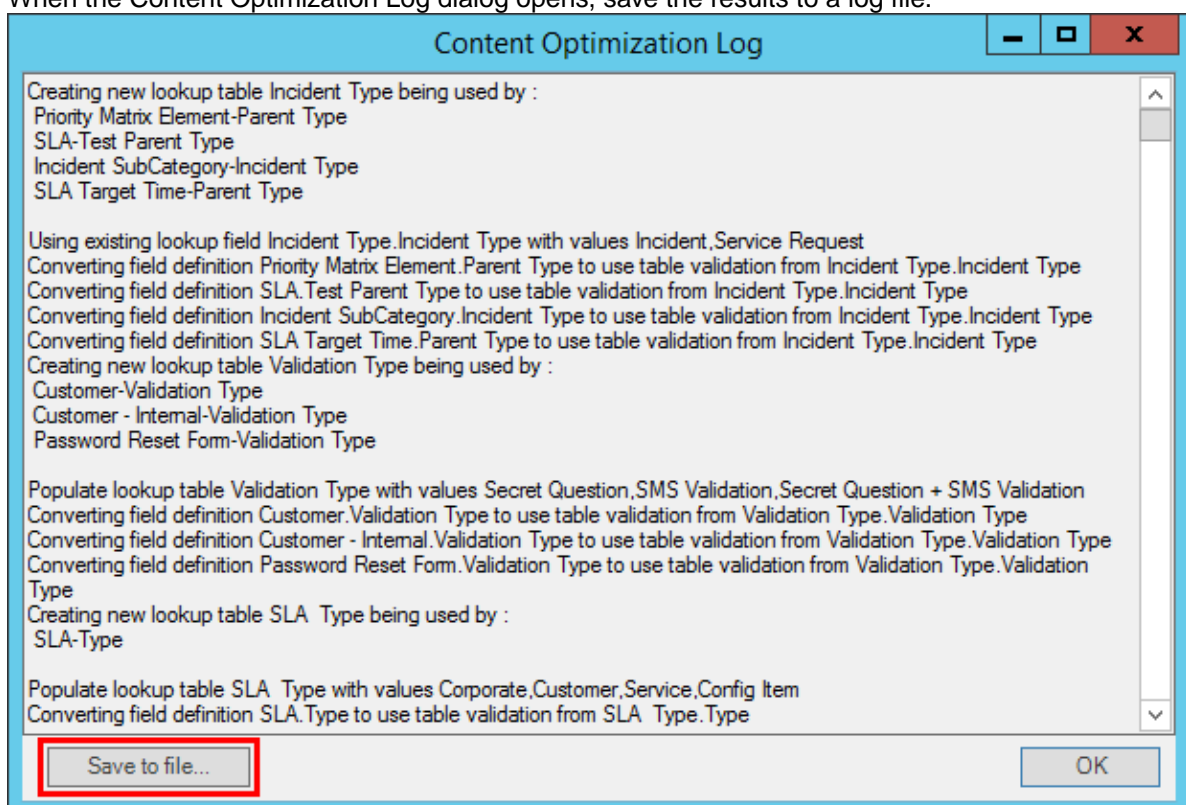 When the Content Optimization Log dialog opens, save the results to a log file.
Content Optimization Log
Creating new lookup table Incident Type being used by :
Priority Matrix Element-Parent Type
SLA-Test Parent Type
Incident SubCategory-Incident Type
SLA Target Time-Parent Type
Using existing lookup field Incident Type.Incident Type with values Incident,Service Request
Converting field definition Priority Matrix Element.Parent Type to use table validation from Incident Type.Incident Type
Converting field definition SLA.Test Parent Type to use table validation from Incident Type.Incident Type
Converting field definition Incident SubCategory.Incident Type to use table validation from Incident Type.Incident Type
Converting field definition SLA Target Time.Parent Type to use table validation from Incident Type.Incident Type
Creating new lookup table Validation Type being used by :
Customer-Validation Type
Customer - Internal-Validation Type
Password Reset Form-Validation Type
Populate lookup table Validation Type with values Secret Question,SMS Validation,Secret Question + SMS Validation
Converting field definition Customer.Validation Type to use table validation from Validation Type.Validation Type
Converting field definition Customer - Internal.Validation Type to use table validation from Validation Type.Validation Type
Converting field definition Password Reset Form.Validation Type to use table validation from Validation Type.Validation
Type
Creating new lookup table SLA  Type being used by :
SLA-Type
Populate lookup table SLA  Type with values Corporate,Customer,Service,Config Item
Converting field definition SLA.Type to use table validation from SLA  Type.Type
Save to file...
OK